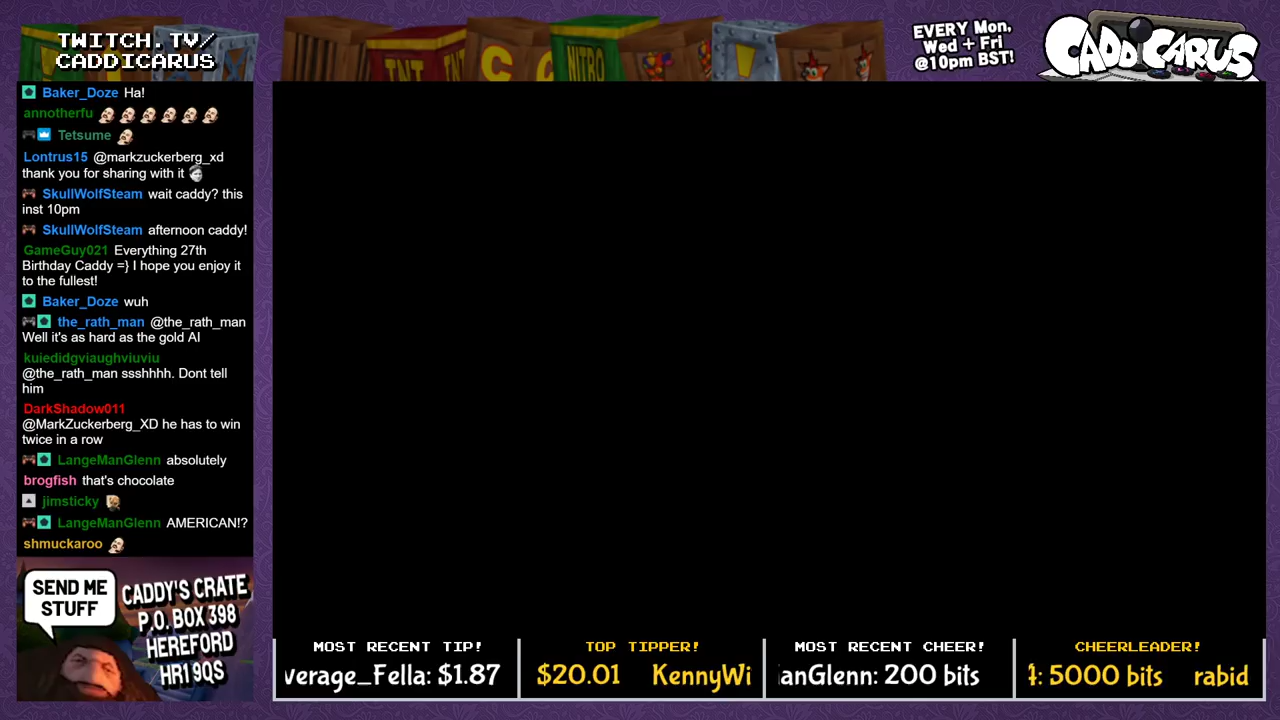 TWITCH.TV/
CADDICARUS
TNT
TNT
C
NITRO
EVERY Mon,
Wed + Fri
@10pm BST!
CADDICARUS
Baker_Doze Ha!
annotherfu
Tetsume
Lontrus15 @markzuckerberg_xd
thank you for sharing with it
SkullWolfSteam wait caddy? this
inst 10pm
SkullWolfSteam afternoon caddy!
GameGuy021 Everything 27th
Birthday Caddy =} I hope you enjoy it
to the fullest!
Baker_Doze wuh
the_rath_man @the_rath_man
Well it's as hard as the gold AI
kuiedidgviaughviuviu
@the_rath_man sssshhh. Dont tell
him
DarkShadow011
@MarkZuckerberg_XD he has to win
twice in a row
LangeManGlenn absolutely
brogfish that's chocolate
jimsticky
LangeManGlenn AMERICAN!?
shmuckaroo
SEND ME
STUFF
CADDY'S CRATE
P.O. BOX 398
HEREFORD
HR1 9QS
MOST RECENT TIP!
verage_Fella: $1.87
TOP TIPPER!
$20.01 KennyWi
MOST RECENT CHEER!
anGlenn: 200 bits
CHEERLEADER!
: 5000 bits rabid